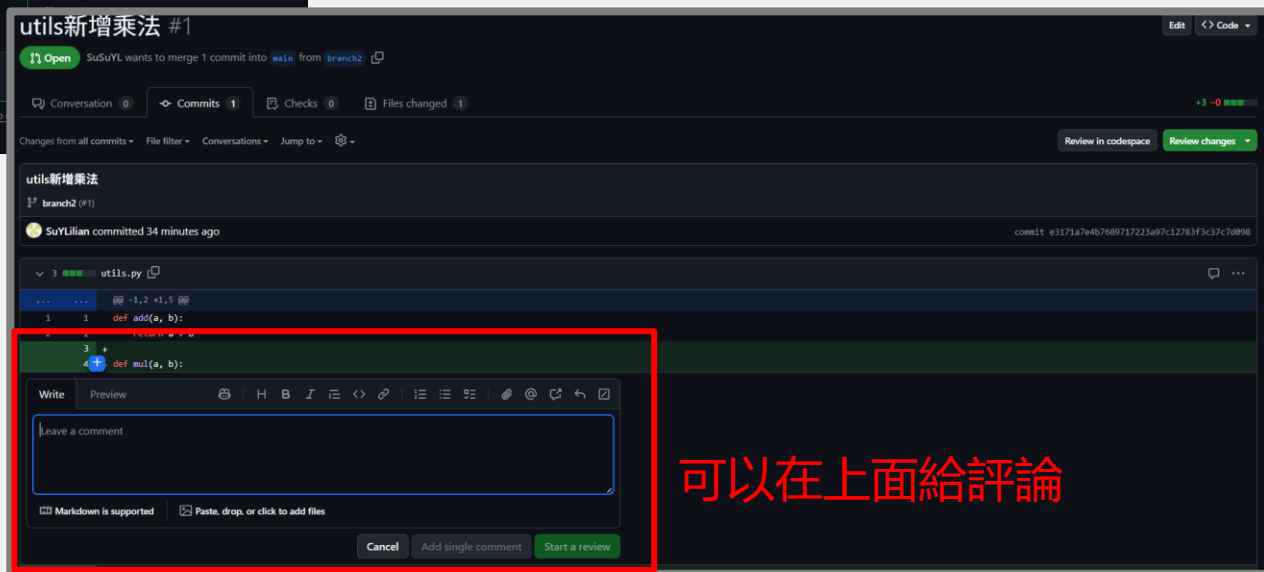 utils新增乘法 #1
Edit <> Code
Open SuSuYL wants to merge 1 commit into main from branch2
Conversation 0 Commits 1 Checks 0 Files changed 1 +3 −0
Changes from all commits File filter Conversations Jump to
Review in codespace Review changes
utils新增乘法
branch2 (#1)
SuYLilian committed 34 minutes ago commit e3171a7e4b7689717223a97c12783f3c37c7d098
3 utils.py
... ... @@ -1,2 +1,5 @@
1 1 def add(a, b):
2 2 return a + b
3 +
4 + def mul(a, b):
Write Preview
Leave a comment
Markdown is supported Paste, drop, or click to add files
Cancel Add single comment Start a review
可以在上面給評論